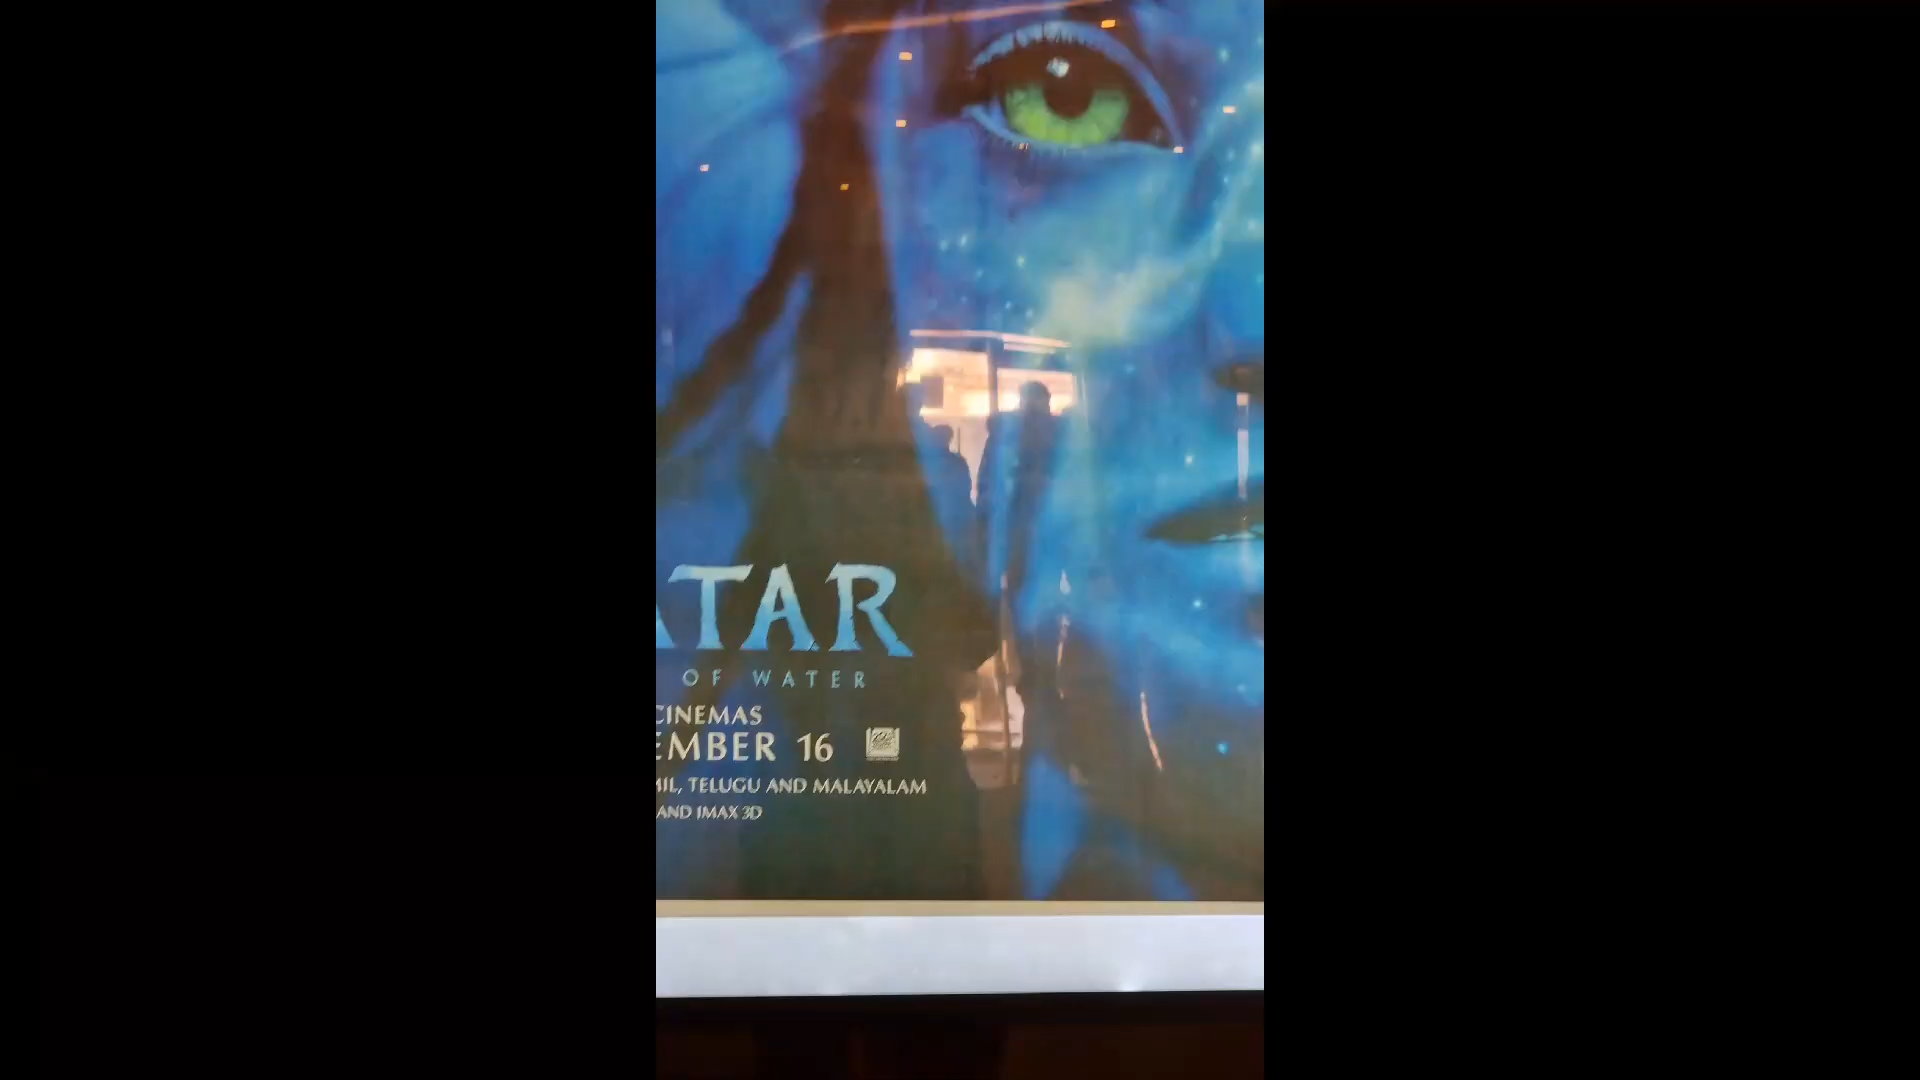 ATAR
OF WATER
CINEMAS
EMBER 16
MIL, TELUGU AND MALAYALAM
AND IMAX 3D